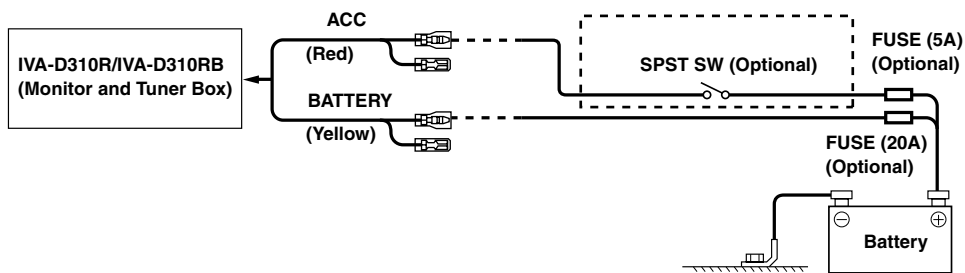 IVA-D310R/IVA-D310RB
(Monitor and Tuner Box)
ACC
(Red)
BATTERY
(Yellow)
SPST SW (Optional)
FUSE (5A)
(Optional)
FUSE (20A)
(Optional)
Battery